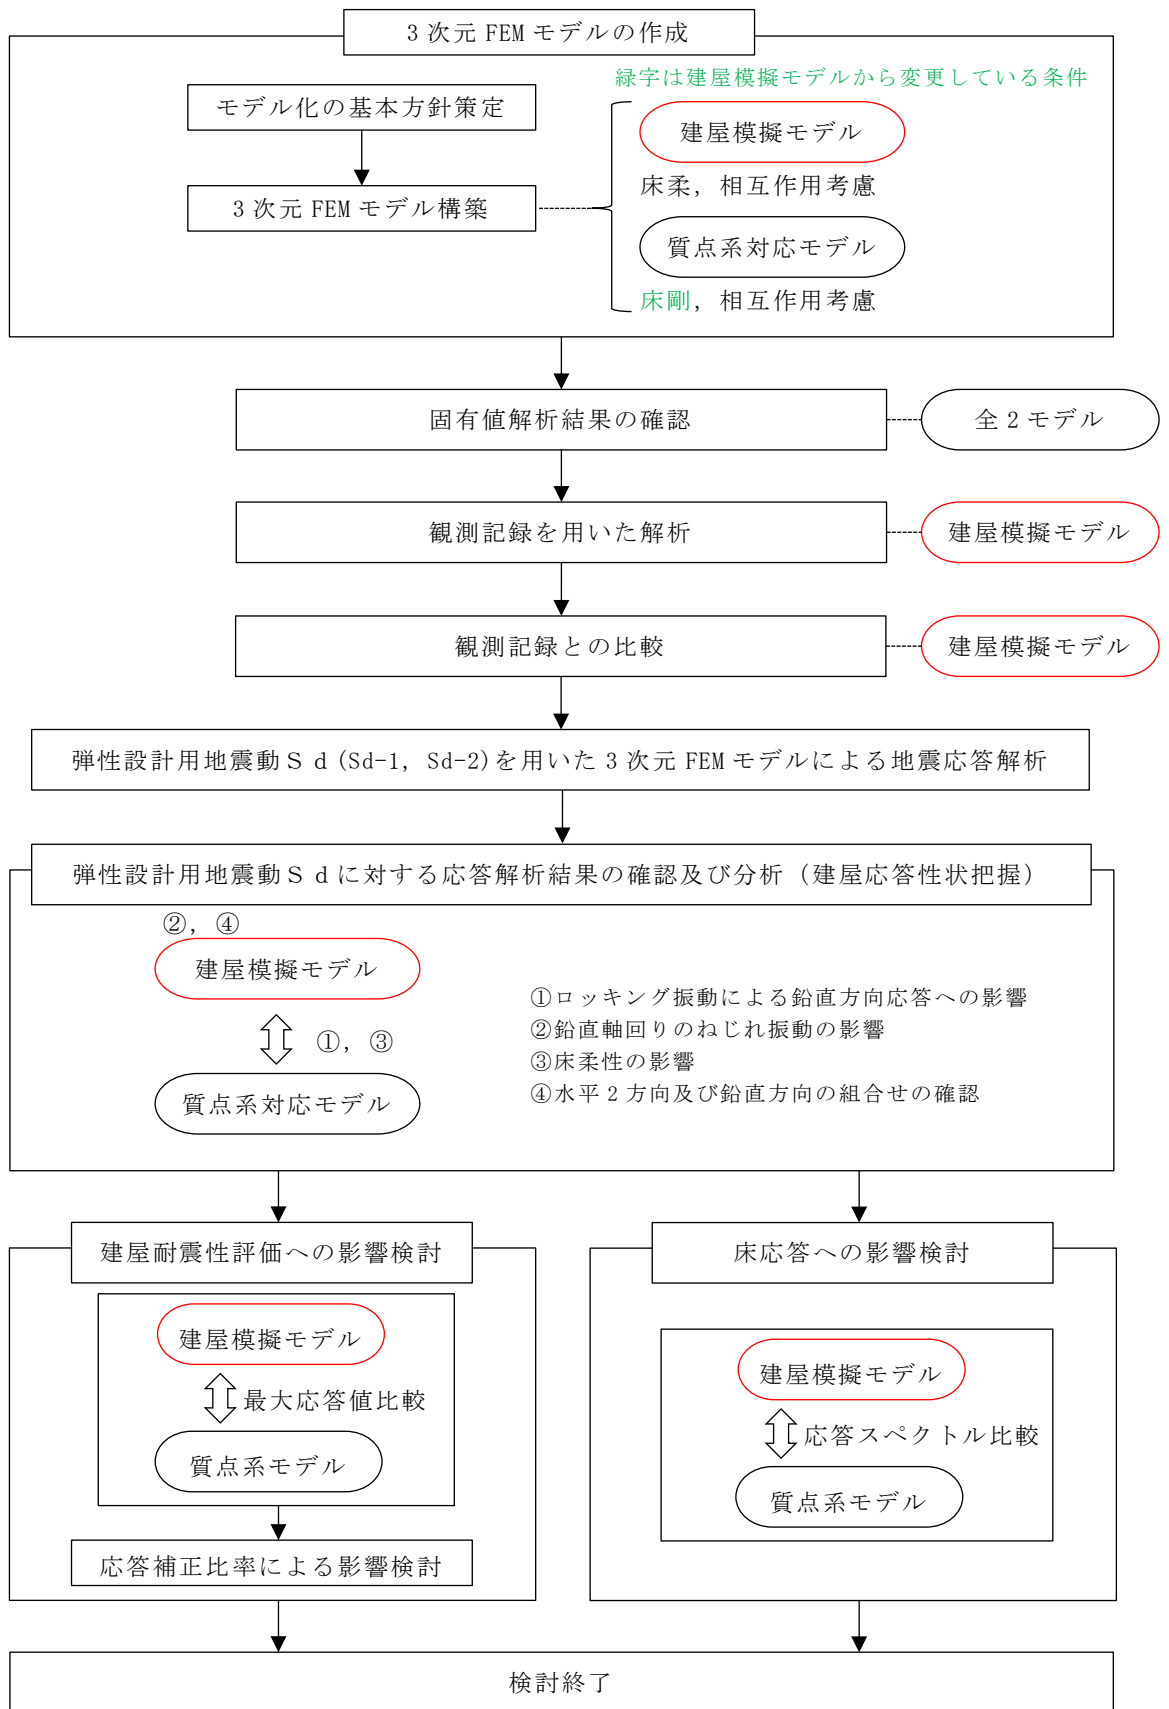 3次元FEMモデルの作成
緑字は建屋模擬モデルから変更している条件
モデル化の基本方針策定
3次元FEMモデル構築
建屋模擬モデル
床柔，相互作用考慮
質点系対応モデル
床剛，相互作用考慮
固有値解析結果の確認
全2モデル
観測記録を用いた解析
建屋模擬モデル
観測記録との比較
建屋模擬モデル
弾性設計用地震動Ｓｄ(Sd-1，Sd-2)を用いた3次元FEMモデルによる地震応答解析
弾性設計用地震動Ｓｄに対する応答解析結果の確認及び分析（建屋応答性状把握）
②，④
建屋模擬モデル
①，③
質点系対応モデル
①ロッキング振動による鉛直方向応答への影響
②鉛直軸回りのねじれ振動の影響
③床柔性の影響
④水平2方向及び鉛直方向の組合せの確認
建屋耐震性評価への影響検討
建屋模擬モデル
最大応答値比較
質点系モデル
応答補正比率による影響検討
床応答への影響検討
建屋模擬モデル
応答スペクトル比較
質点系モデル
検討終了